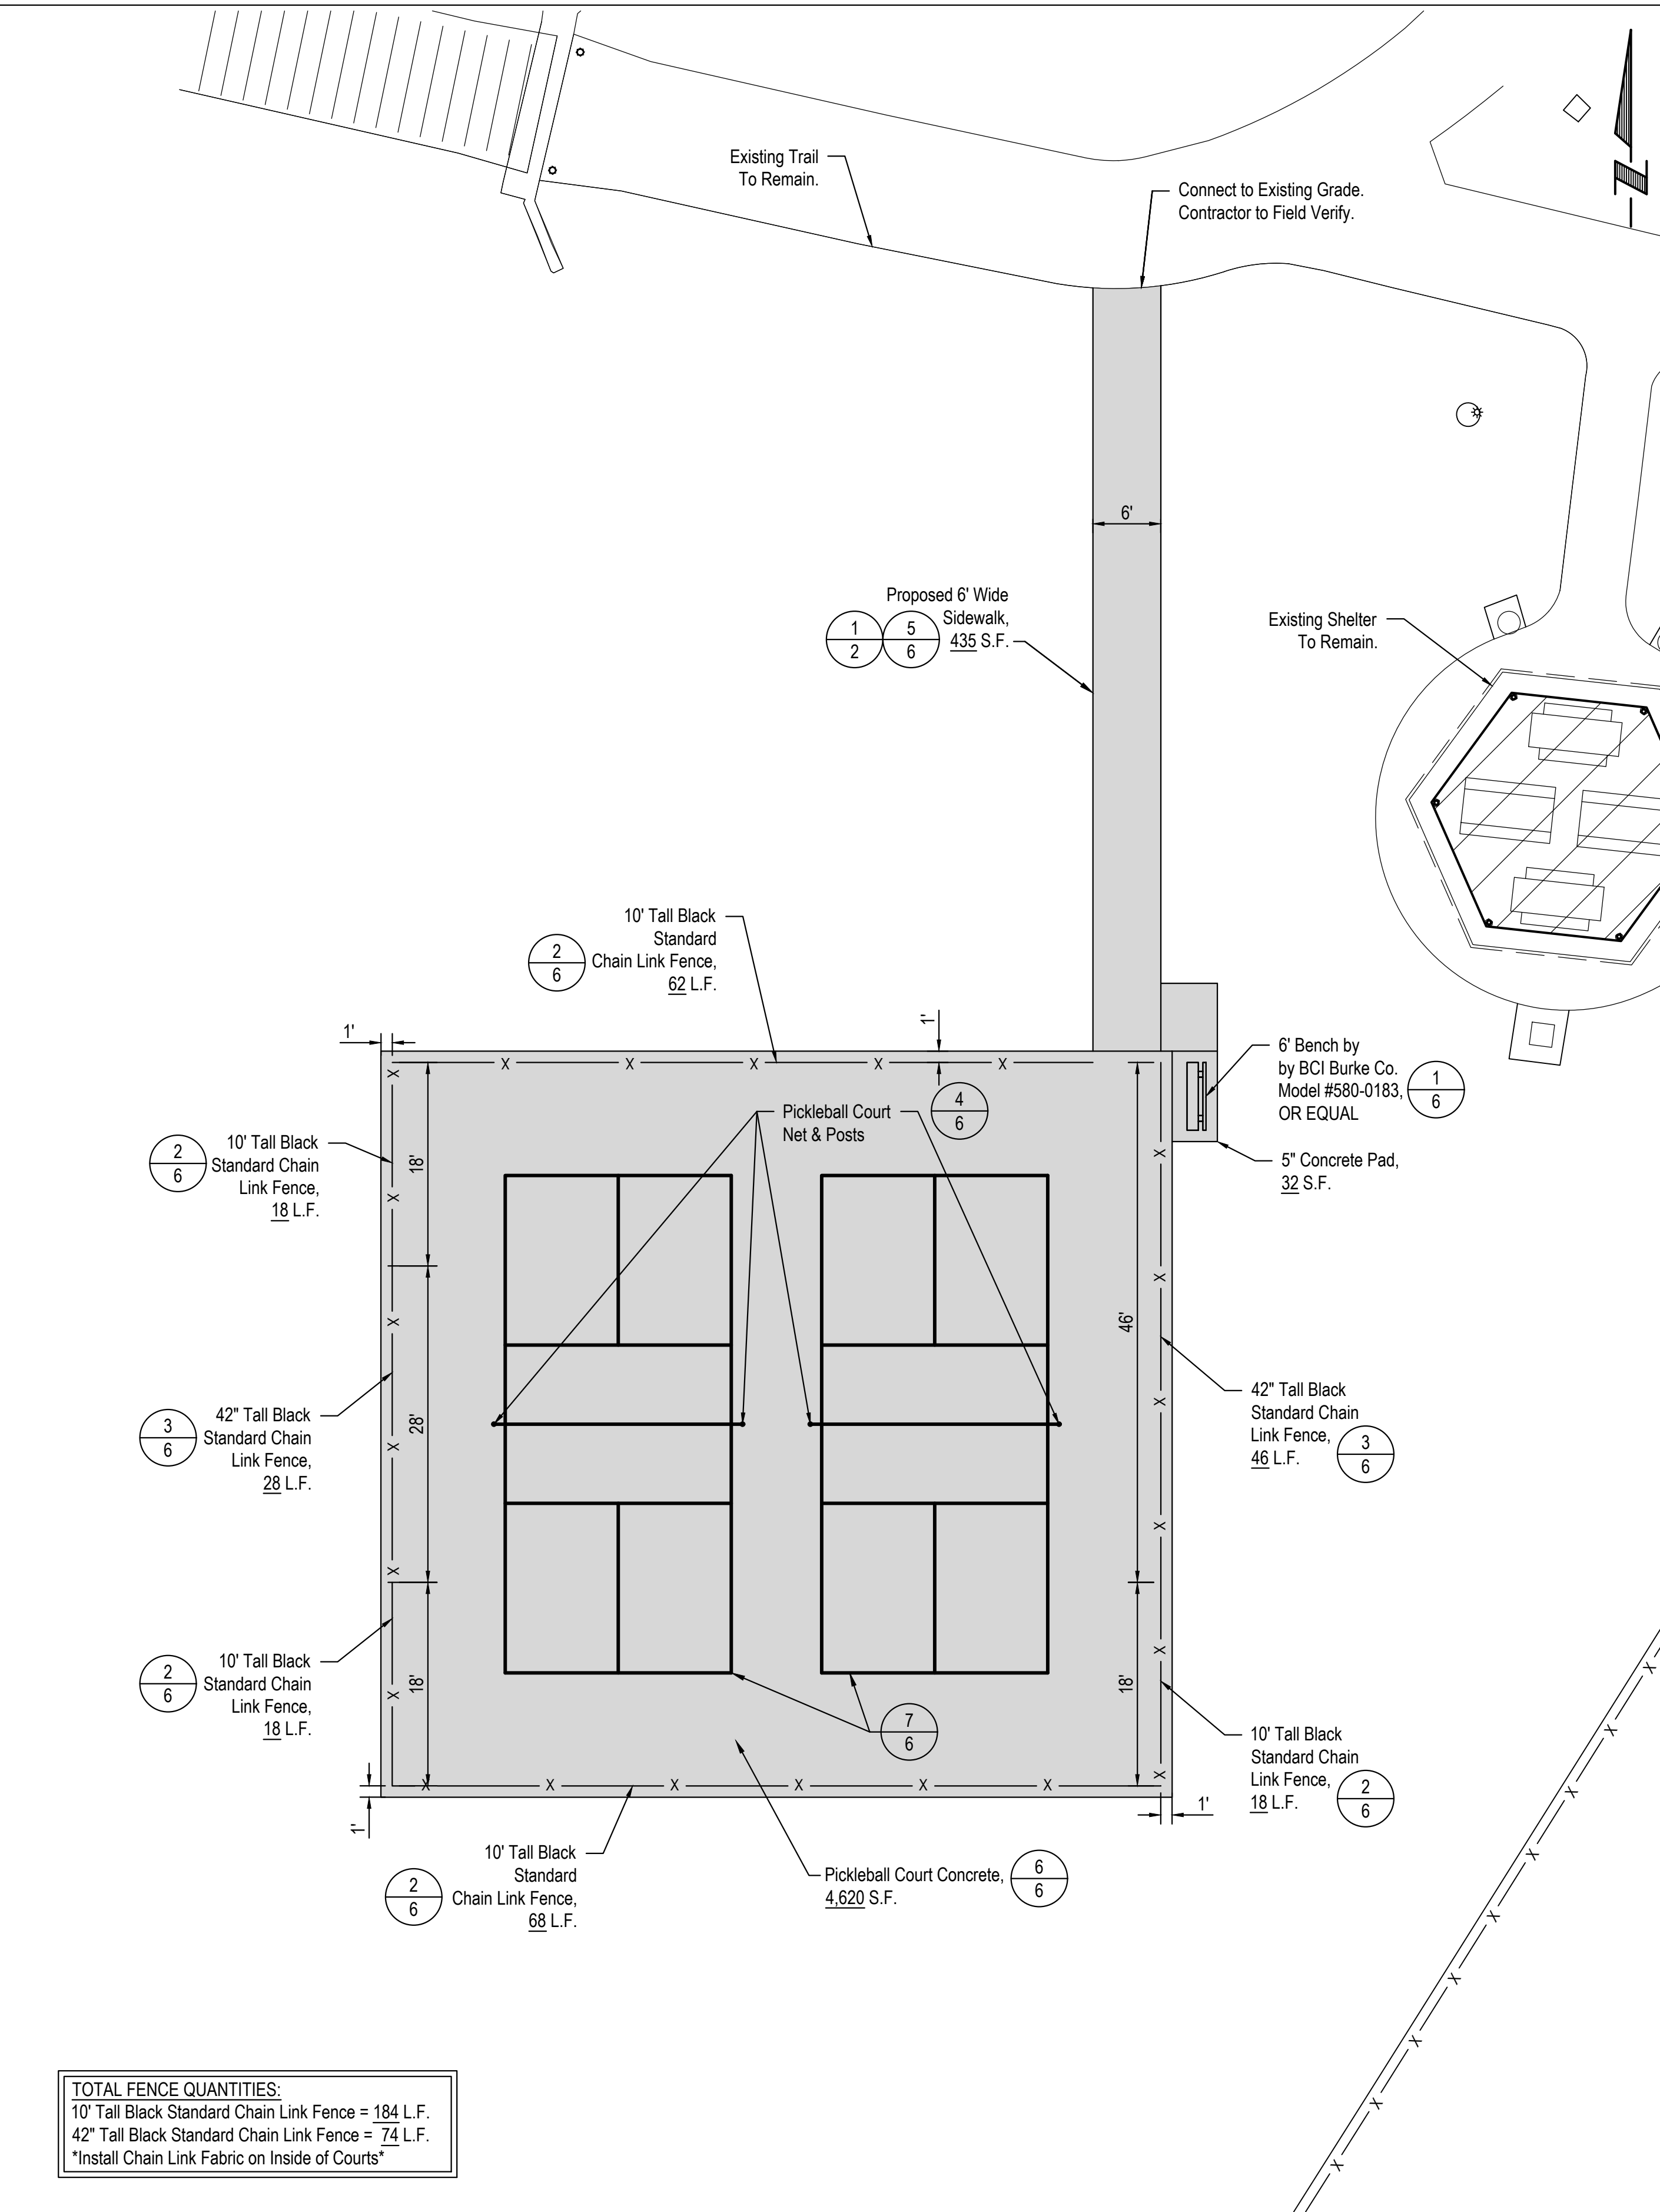 Existing Trail
To Remain.
Connect to Existing Grade.
Contractor to Field Verify.
N
6'
Proposed 6' Wide
Sidewalk,
435 S.F.
1
2
5
6
Existing Shelter
To Remain.
10' Tall Black
Standard
Chain Link Fence,
62 L.F.
2
6
1'
1'
6' Bench by
by BCI Burke Co.
Model #580-0183,
OR EQUAL
1
6
Pickleball Court
Net & Posts
4
6
10' Tall Black
Standard Chain
Link Fence,
18 L.F.
2
6
18'
5" Concrete Pad,
32 S.F.
46'
28'
42" Tall Black
Standard Chain
Link Fence,
28 L.F.
3
6
42" Tall Black
Standard Chain
Link Fence,
46 L.F.
3
6
10' Tall Black
Standard Chain
Link Fence,
18 L.F.
2
6
18'
18'
7
6
10' Tall Black
Standard Chain
Link Fence,
18 L.F.
2
6
1'
1'
10' Tall Black
Standard
Chain Link Fence,
68 L.F.
2
6
Pickleball Court Concrete,
4,620 S.F.
6
6
TOTAL FENCE QUANTITIES:
10' Tall Black Standard Chain Link Fence = 184 L.F.
42" Tall Black Standard Chain Link Fence = 74 L.F.
*Install Chain Link Fabric on Inside of Courts*